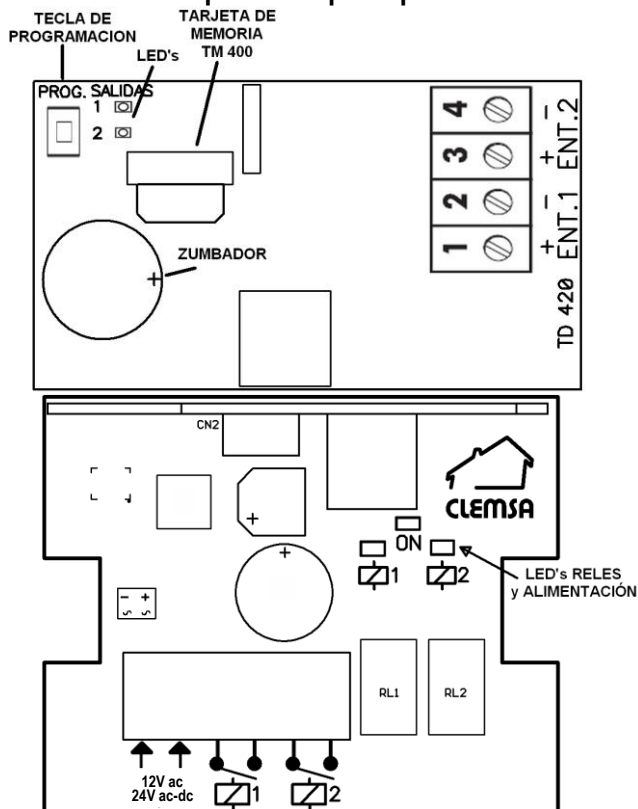 TECLA DE
PROGRAMACION
LED's
TARJETA DE
MEMORIA
TM 400
PROG. SALIDAS
1
2
ZUMBADOR
+
4
3
2
1
- ENT.2 +
- ENT.1 +
TD 420
CN2
CLEMSA
+
+
ON
1
2
LED's RELES
y ALIMENTACIÓN
- +
∽ ∽
RL1
RL2
12V ac
24V ac-dc
1
2